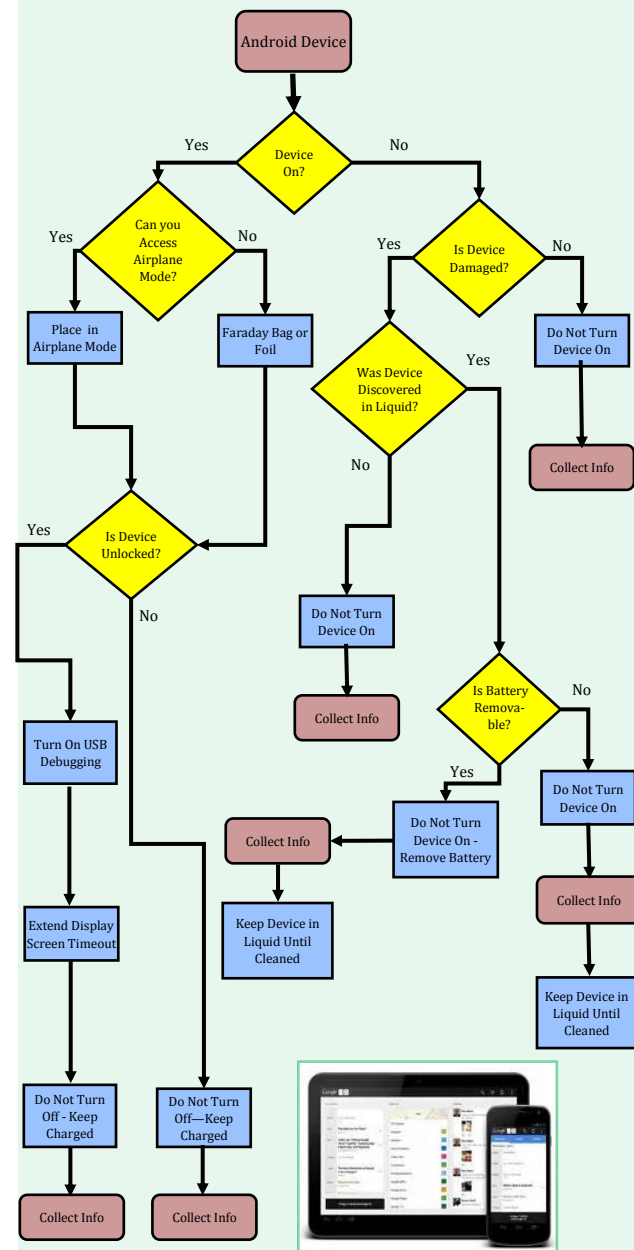 Android Device
Yes
Device
On?
No
Yes
Can you
Access
Airplane
Mode?
No
Yes
Is Device
Damaged?
No
Place in
Airplane Mode
Faraday Bag or
Foil
Was Device
Discovered
in Liquid?
Yes
Do Not Turn
Device On
No
Collect Info
Yes
Is Device
Unlocked?
No
Do Not Turn
Device On
Collect Info
Is Battery
Remova-
ble?
No
Yes
Turn On USB
Debugging
Do Not Turn
Device On
Do Not Turn
Device On -
Remove Battery
Collect Info
Collect Info
Extend Display
Screen Timeout
Keep Device in
Liquid Until
Cleaned
Keep Device in
Liquid Until
Cleaned
Do Not Turn
Off - Keep
Charged
Do Not Turn
Off—Keep
Charged
Collect Info
Collect Info
Google